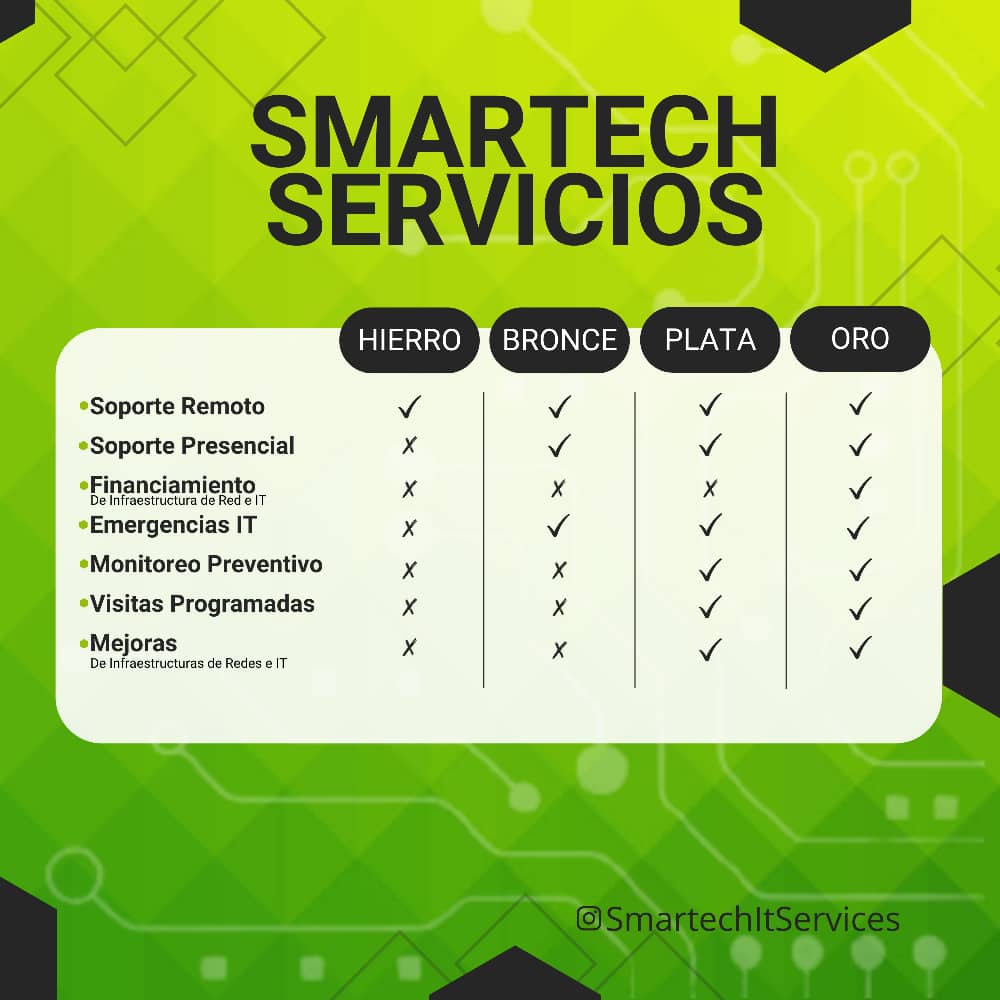 SMARTECH
SERVICIOS
HIERRO BRONCE PLATA ORO
•Soporte Remoto ✓ ✓ ✓ ✓
•Soporte Presencial ✗ ✓ ✓ ✓
•Financiamiento ✗ ✗ ✗ ✓
De Infraestructura de Red e IT
•Emergencias IT ✗ ✓ ✓ ✓
•Monitoreo Preventivo ✗ ✗ ✓ ✓
•Visitas Programadas ✗ ✗ ✓ ✓
•Mejoras ✗ ✗ ✓ ✓
De Infraestructuras de Redes e IT
SmartechItServices